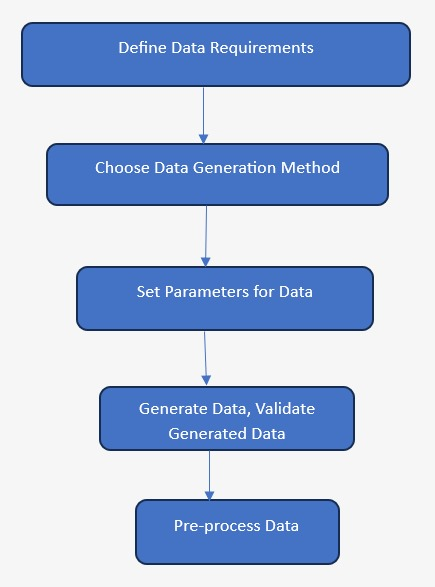 Define Data Requirements
Choose Data Generation Method
Set Parameters for Data
Generate Data, Validate
Generated Data
Pre-process Data